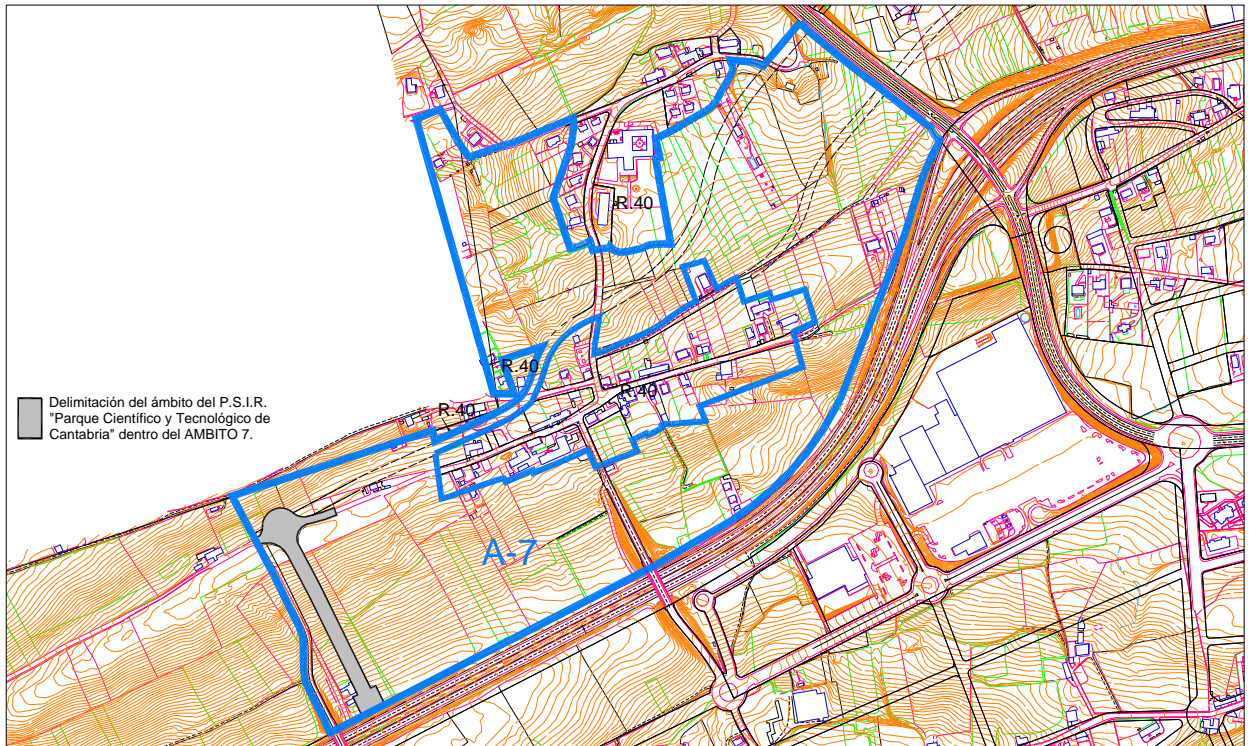 R.40
R.40
R.40
R.40
Delimitación del ámbito del P.S.I.R.
"Parque Científico y Tecnológico de
Cantabria" dentro del AMBITO 7.
A-7